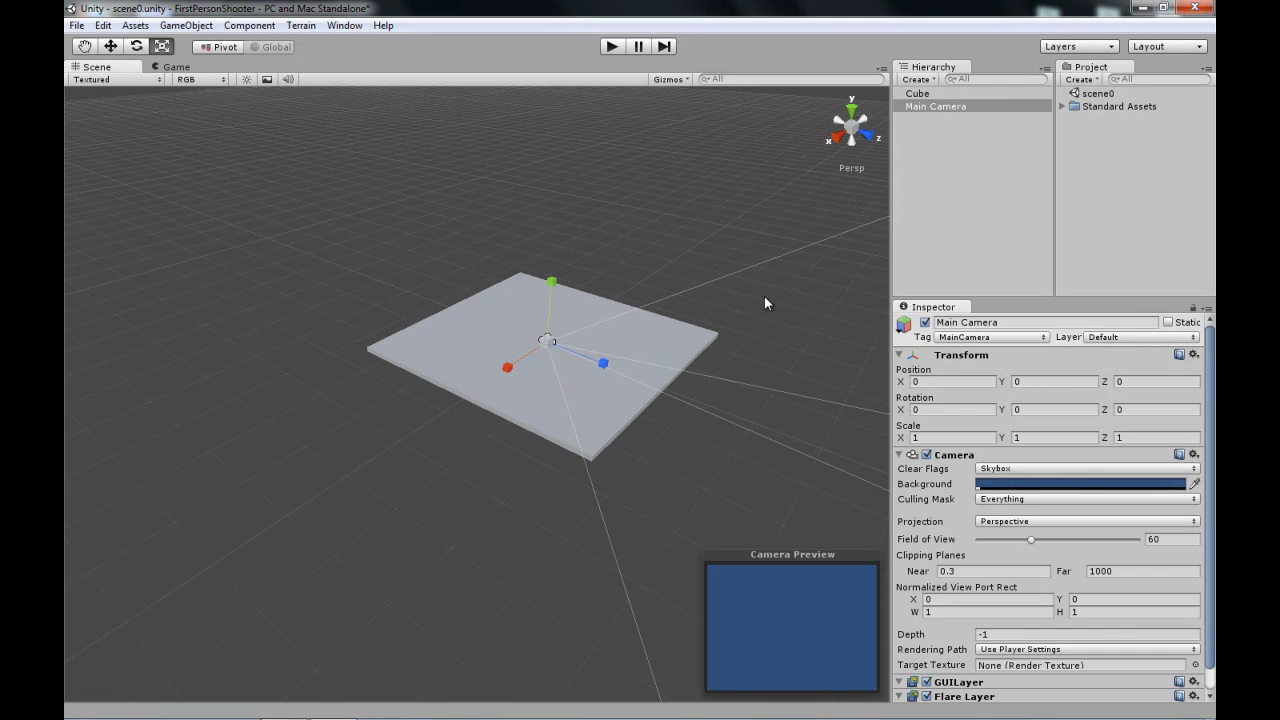 Unity - scene0.unity - FirstPersonShooter - PC and Mac Standalone*
File Edit Assets GameObject Component Terrain Window Help
Pivot Global Layers Layout
Scene Game
Textured RGB Gizmos All
Hierarchy
Create All
Cube
Main Camera
Project
Create All
scene0
Standard Assets
y
x
z
Persp
Camera Preview
Inspector
Main Camera Static
Tag MainCamera Layer Default
Transform
Position
X 0 Y 0 Z 0
Rotation
X 0 Y 0 Z 0
Scale
X 1 Y 1 Z 1
Camera
Clear Flags Skybox
Background
Culling Mask Everything
Projection Perspective
Field of View 60
Clipping Planes
Near 0.3 Far 1000
Normalized View Port Rect
X 0 Y 0
W 1 H 1
Depth -1
Rendering Path Use Player Settings
Target Texture None (Render Texture)
GUILayer
Flare Layer